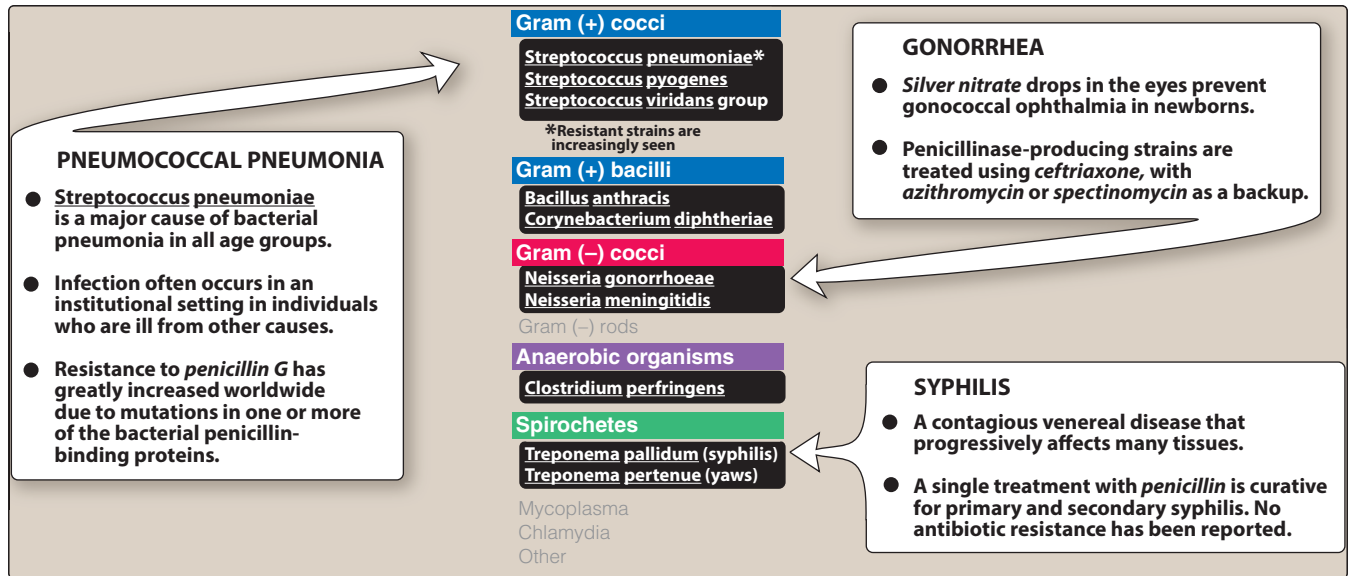 PNEUMOCOCCAL PNEUMONIA
● Streptococcus pneumoniae
is a major cause of bacterial
pneumonia in all age groups.
● Infection often occurs in an
institutional setting in individuals
who are ill from other causes.
● Resistance to penicillin G has
greatly increased worldwide
due to mutations in one or more
of the bacterial penicillin-
binding proteins.
Gram (+) cocci
Streptococcus pneumoniae*
Streptococcus pyogenes
Streptococcus viridans group
*Resistant strains are
increasingly seen
Gram (+) bacilli
Bacillus anthracis
Corynebacterium diphtheriae
Gram (–) cocci
Neisseria gonorrhoeae
Neisseria meningitidis
Gram (–) rods
Anaerobic organisms
Clostridium perfringens
Spirochetes
Treponema pallidum (syphilis)
Treponema pertenue (yaws)
Mycoplasma
Chlamydia
Other
GONORRHEA
● Silver nitrate drops in the eyes prevent
gonococcal ophthalmia in newborns.
● Penicillinase-producing strains are
treated using ceftriaxone, with
azithromycin or spectinomycin as a backup.
SYPHILIS
● A contagious venereal disease that
progressively affects many tissues.
● A single treatment with penicillin is curative
for primary and secondary syphilis. No
antibiotic resistance has been reported.